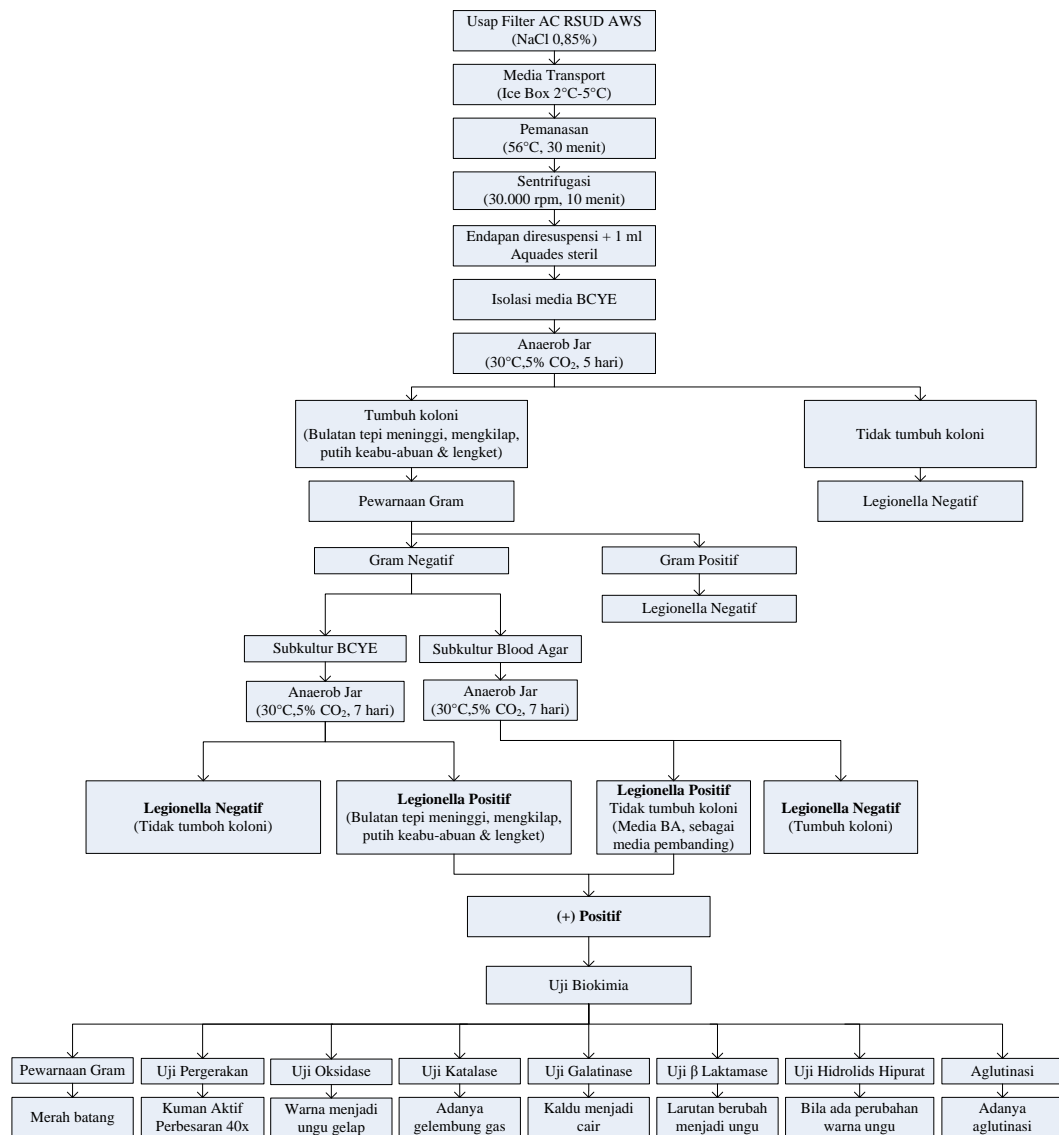 Usap Filter AC RSUD AWS
(NaCl 0,85%)
Media Transport
(Ice Box 2°C-5°C)
Pemanasan
(56°C, 30 menit)
Sentrifugasi
(30.000 rpm, 10 menit)
Endapan diresuspensi + 1 ml
Aquades steril
Isolasi media BCYE
Anaerob Jar
(30°C,5% CO₂, 5 hari)
Tumbuh koloni
(Bulatan tepi meninggi, mengkilap,
putih keabu-abuan & lengket)
Tidak tumbuh koloni
Pewarnaan Gram
Legionella Negatif
Gram Negatif
Gram Positif
Legionella Negatif
Subkultur BCYE
Subkultur Blood Agar
Anaerob Jar
(30°C,5% CO₂, 7 hari)
Anaerob Jar
(30°C,5% CO₂, 7 hari)
Legionella Negatif
(Tidak tumboh koloni)
Legionella Positif
(Bulatan tepi meninggi, mengkilap,
putih keabu-abuan & lengket)
Legionella Positif
Tidak tumbuh koloni
(Media BA, sebagai
media pembanding)
Legionella Negatif
(Tumbuh koloni)
(+) Positif
Uji Biokimia
Pewarnaan Gram
Uji Pergerakan
Uji Oksidase
Uji Katalase
Uji Galatinase
Uji β Laktamase
Uji Hidrolids Hipurat
Aglutinasi
Merah batang
Kuman Aktif
Perbesaran 40x
Warna menjadi
ungu gelap
Adanya
gelembung gas
Kaldu menjadi
cair
Larutan berubah
menjadi ungu
Bila ada perubahan
warna ungu
Adanya
aglutinasi